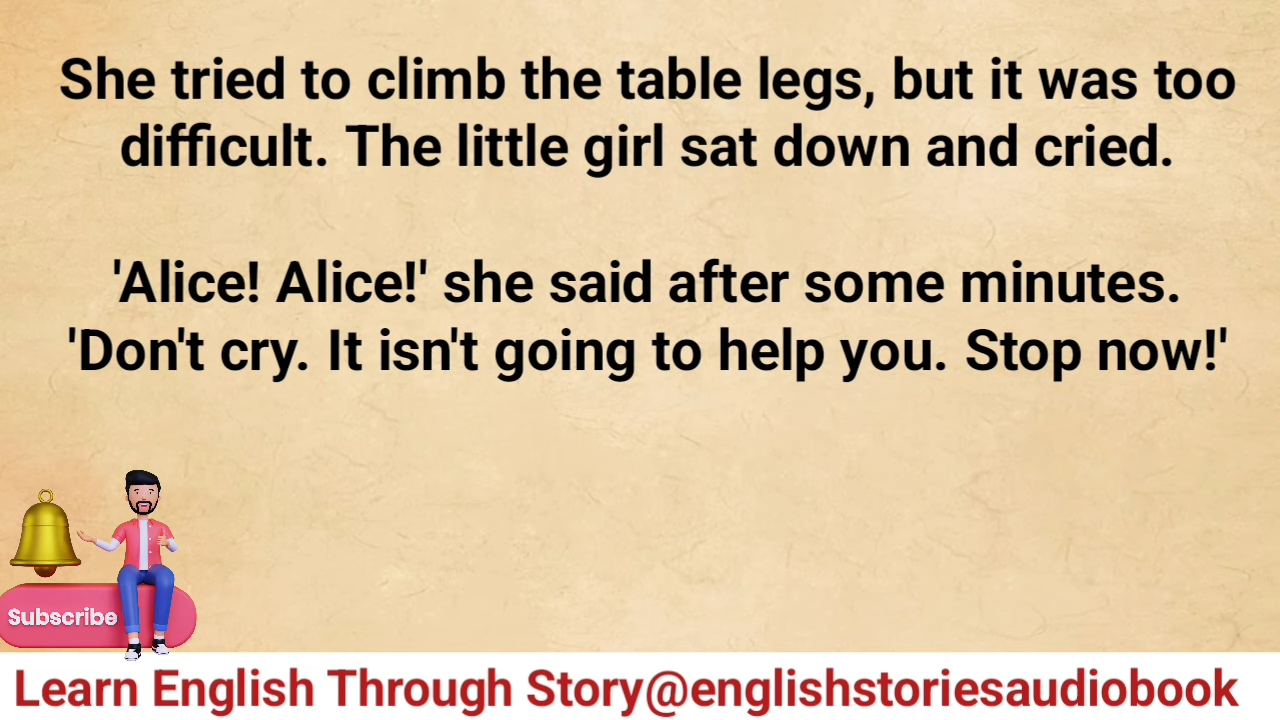 She tried to climb the table legs, but it was too
difficult. The little girl sat down and cried.
'Alice! Alice!' she said after some minutes.
'Don't cry. It isn't going to help you. Stop now!'
Subscribe
Learn English Through Story@englishstoriesaudiobook